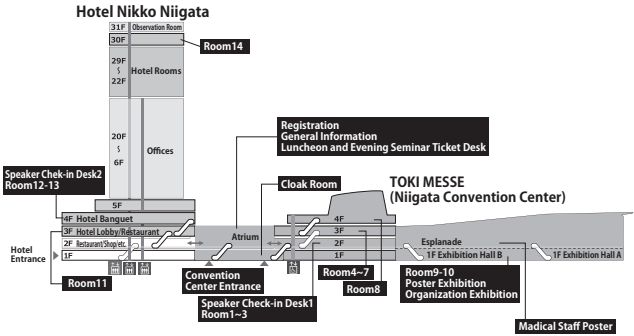 Hotel Nikko Niigata
31F Observation Room
30F
Room14
29F
22F
Hotel Rooms
20F
6F
Offices
Registration
General Information
Luncheon and Evening Seminar Ticket Desk
Speaker Chek-in Desk2
Room12-13
5F
Cloak Room
TOKI MESSE
(Niigata Convention Center)
4F Hotel Banquet
3F Hotel Lobby/Restaurant
2F Restaurant/Shop/etc.
1F
Atrium
4F
3F
2F
1F
Esplanade
1F Exhibition Hall B
1F Exhibition Hall A
Hotel
Entrance
Room11
Convention
Center Entrance
Room4~7
Room8
Room9-10
Poster Exhibition
Organization Exhibition
Speaker Check-in Desk1
Room1~3
Madical Staff Poster